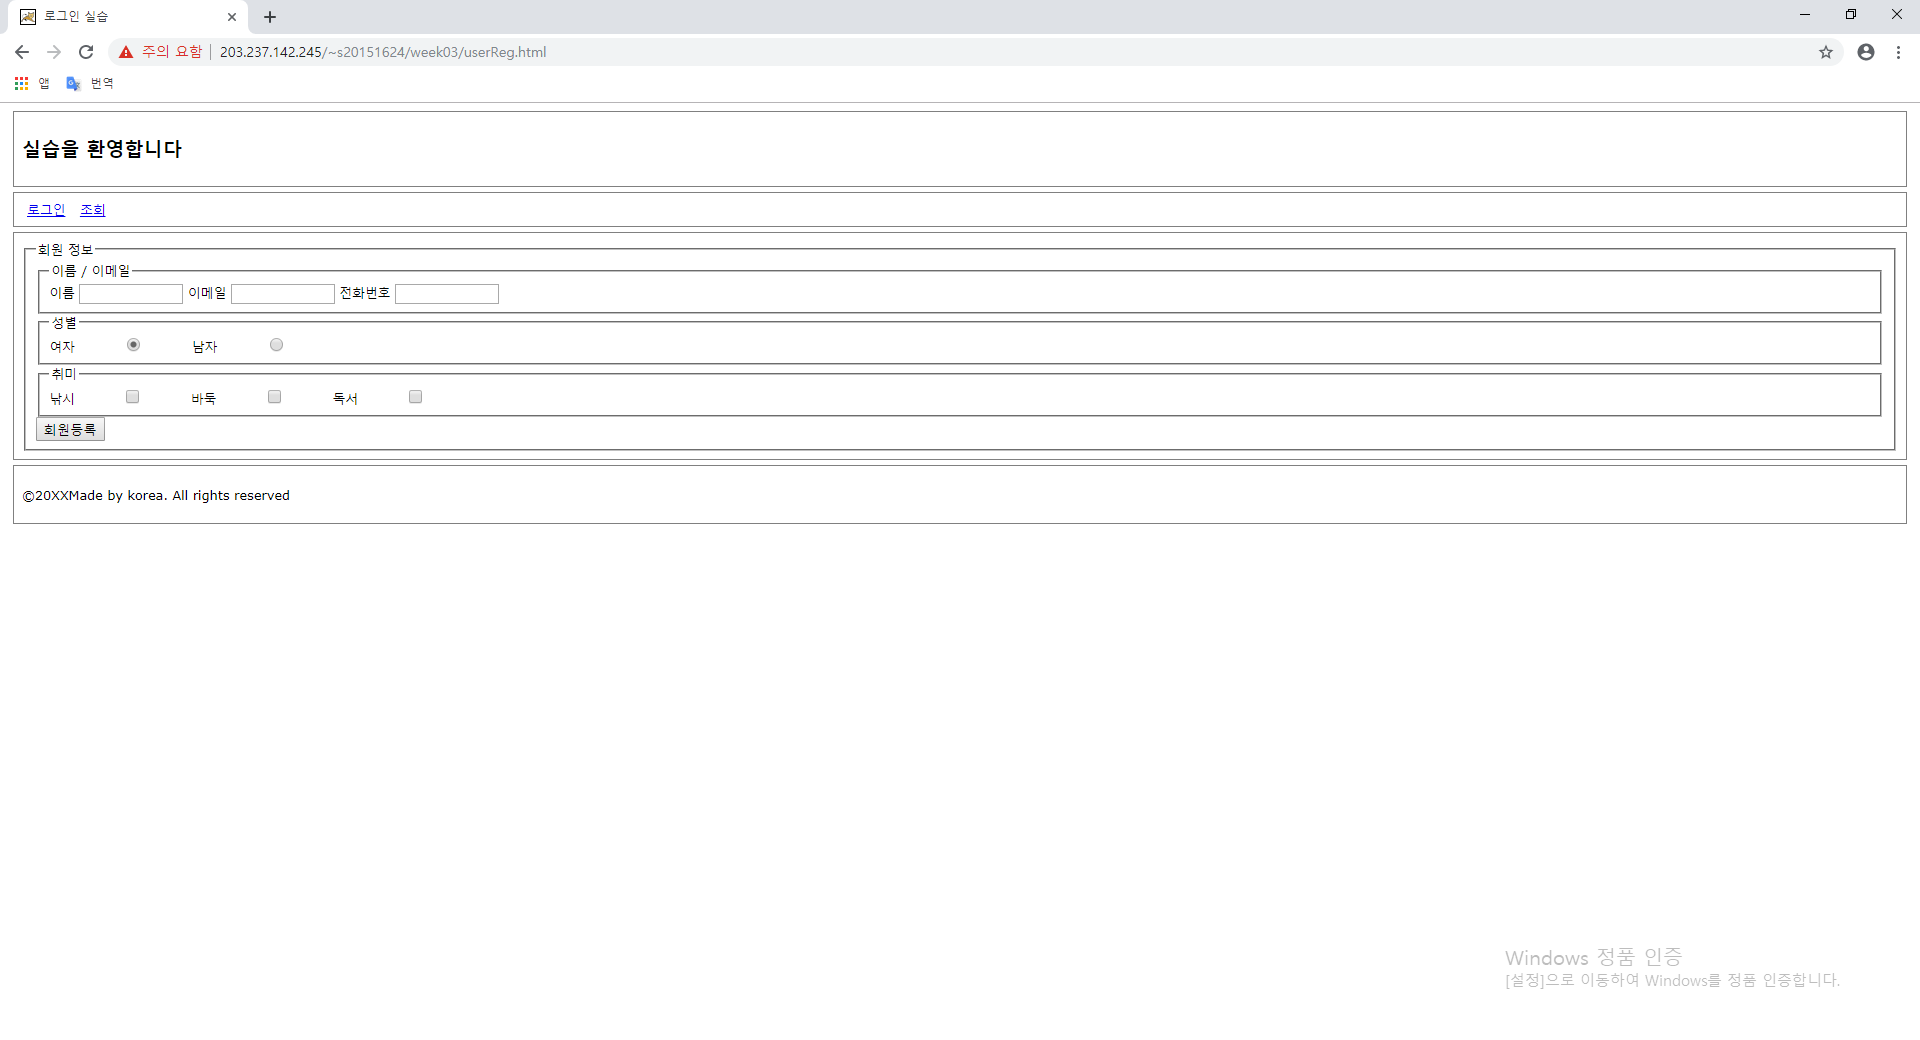 로그인 실습
주의 요함 203.237.142.245/~s20151624/week03/userReg.html
앱 번역
실습을 환영합니다
로그인 조회
회원 정보
이름 / 이메일
이름 이메일 전화번호
성별
여자 남자
취미
낚시 바둑 독서
회원등록
©20XXMade by korea. All rights reserved
Windows 정품 인증
[설정]으로 이동하여 Windows를 정품 인증합니다.